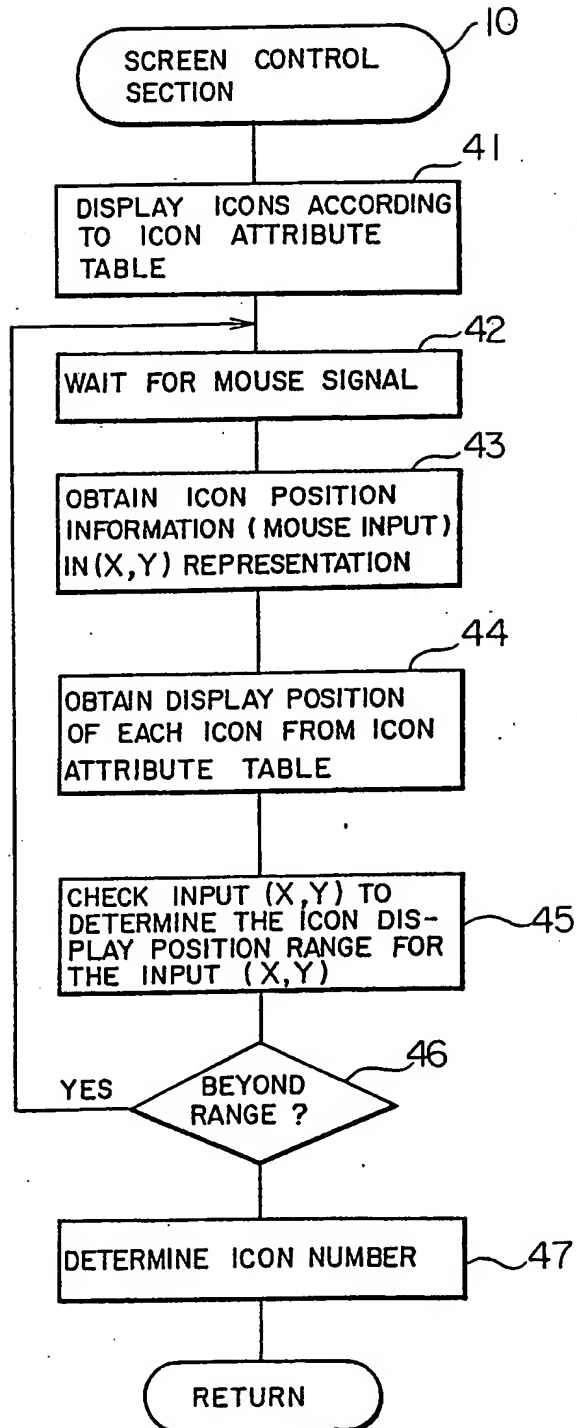 10
SCREEN CONTROL
SECTION
41
DISPLAY ICONS ACCORDING
TO ICON ATTRIBUTE
TABLE
42
WAIT FOR MOUSE SIGNAL
43
OBTAIN ICON POSITION
INFORMATION (MOUSE INPUT)
IN (X,Y) REPRESENTATION
44
OBTAIN DISPLAY POSITION
OF EACH ICON FROM ICON
ATTRIBUTE TABLE
CHECK INPUT (X,Y) TO
DETERMINE THE ICON DIS-
PLAY POSITION RANGE FOR
THE INPUT (X,Y)
45
46
YES
BEYOND
RANGE ?
DETERMINE ICON NUMBER
47
RETURN